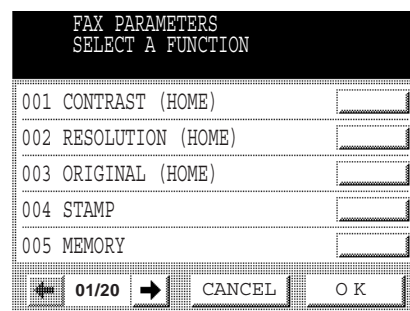 FAX PARAMETERS
SELECT A FUNCTION
001 CONTRAST (HOME)
002 RESOLUTION (HOME)
003 ORIGINAL (HOME)
004 STAMP
005 MEMORY
01/20 CANCEL O K